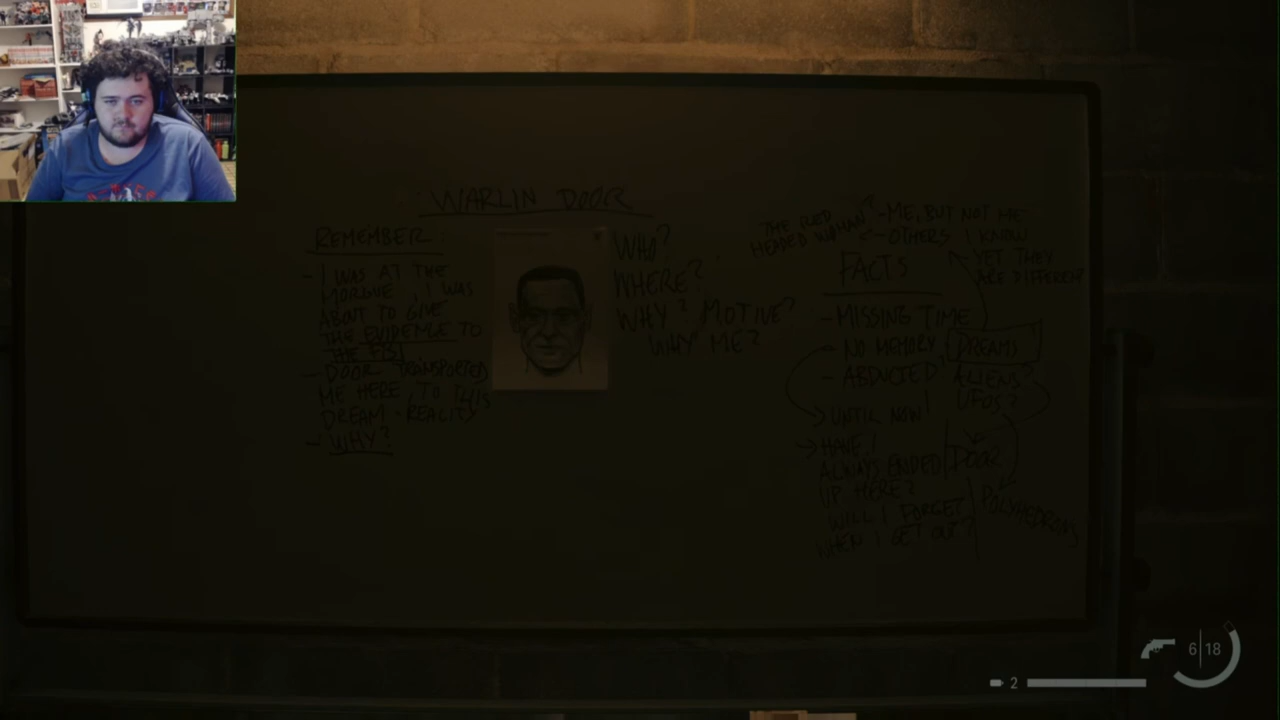 WARLIN DOOR
REMEMBER
- I WAS AT THE
MORGUE, I WAS
ABOUT TO GIVE
THE EVIDENCE TO
THE FBI
- DOOR TRANSPORTED
ME HERE, TO THIS
DREAM-REALITY
- WHY?
WHO?
WHERE?
WHY? MOTIVE?
WHY ME?
THE RED
HEADED WOMAN?
- ME, BUT NOT ME
- OTHERS I KNOW
- YET THEY
ARE DIFFERENT
FACTS
- MISSING TIME
- NO MEMORY
- ABDUCTED?
DREAMS
ALIENS?
UFOS?
UNTIL NOW!
HAVE I
ALWAYS ENDED
UP HERE?
WILL I FORGET
WHEN I GET OUT?
DOOR
POLYHEDRON
6|18
2